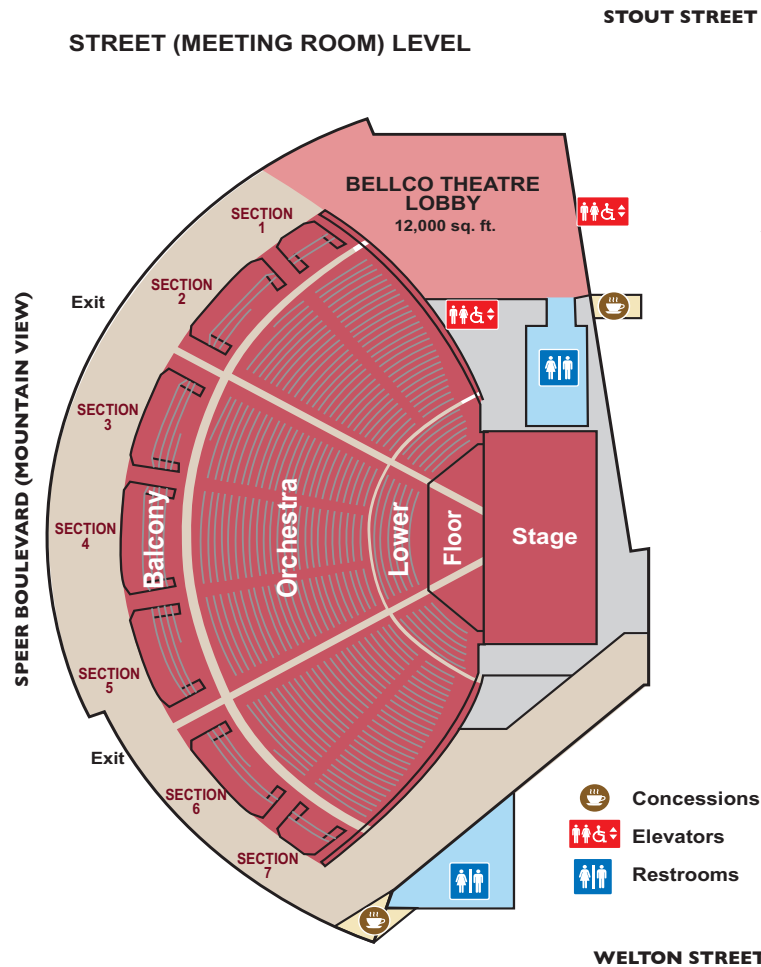 STOUT STREET
STREET (MEETING ROOM) LEVEL
BELLCO THEATRE
LOBBY
12,000 sq. ft.
SECTION
1
SECTION
2
Exit
SECTION
3
SPEER BOULEVARD (MOUNTAIN VIEW)
SECTION
4
Balcony
Orchestra
Lower
Floor
Stage
SECTION
5
Exit
SECTION
6
SECTION
7
Concessions
Elevators
Restrooms
WELTON STREET